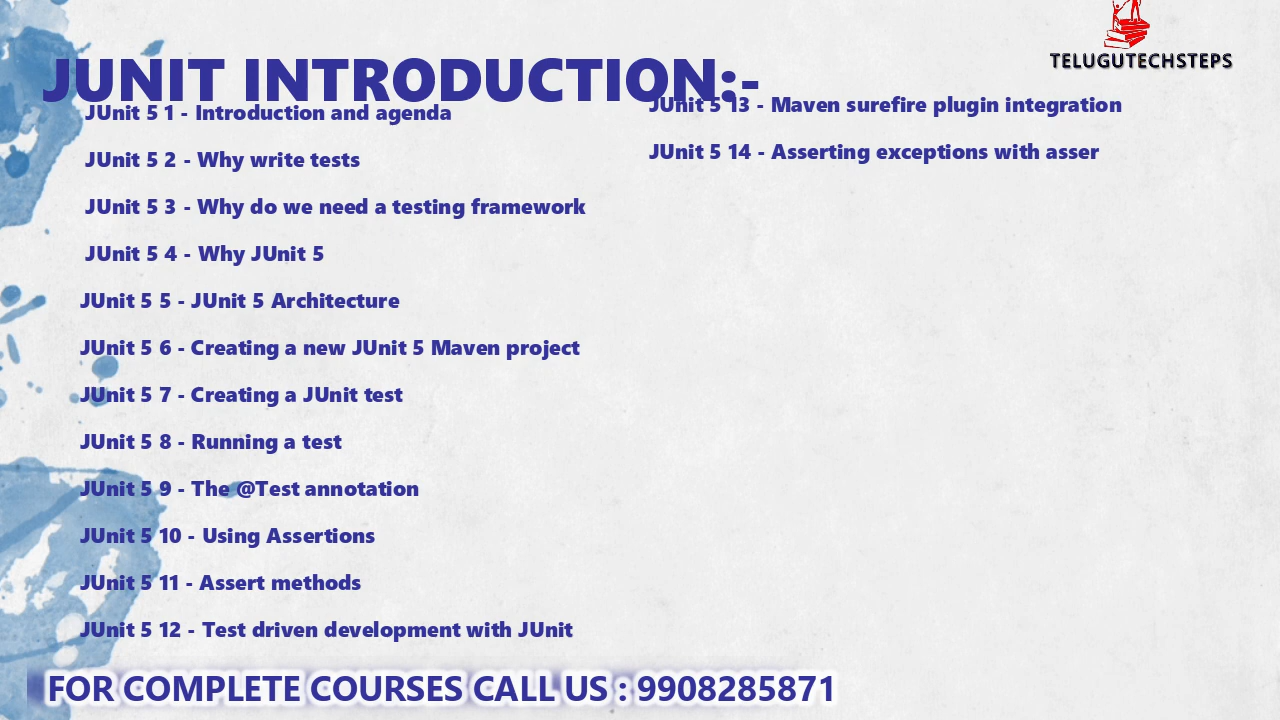 TELUGUTECHSTEPS
JUNIT INTRODUCTION:-
JUnit 5 1 - Introduction and agenda
JUnit 5 2 - Why write tests
JUnit 5 3 - Why do we need a testing framework
JUnit 5 4 - Why JUnit 5
JUnit 5 5 - JUnit 5 Architecture
JUnit 5 6 - Creating a new JUnit 5 Maven project
JUnit 5 7 - Creating a JUnit test
JUnit 5 8 - Running a test
JUnit 5 9 - The @Test annotation
JUnit 5 10 - Using Assertions
JUnit 5 11 - Assert methods
JUnit 5 12 - Test driven development with JUnit
JUnit 5 13 - Maven surefire plugin integration
JUnit 5 14 - Asserting exceptions with asser
FOR COMPLETE COURSES CALL US : 9908285871